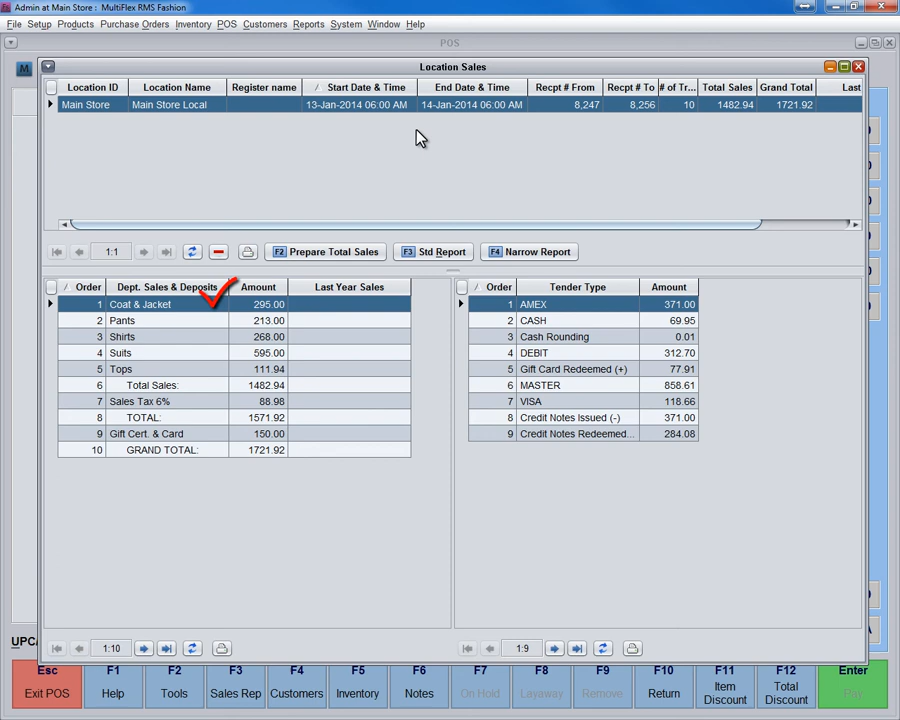 Admin at Main Store : MultiFlex RMS Fashion
File Setup Products Purchase Orders Inventory POS Customers Reports System Window Help
POS
M
Location Sales
Location ID Location Name Register name Start Date & Time End Date & Time Recpt # From Recpt # To # of Tr... Total Sales Grand Total Last
Main Store Main Store Local 13-Jan-2014 06:00 AM 14-Jan-2014 06:00 AM 8,247 8,256 10 1482.94 1721.92
1:1 F2 Prepare Total Sales F3 Std Report F4 Narrow Report
Order Dept. Sales & Deposits Amount Last Year Sales
1 Coat & Jacket 295.00
2 Pants 213.00
3 Shirts 268.00
4 Suits 595.00
5 Tops 111.94
6 Total Sales: 1482.94
7 Sales Tax 6% 88.98
8 TOTAL: 1571.92
9 Gift Cert. & Card 150.00
10 GRAND TOTAL: 1721.92
1:10
Order Tender Type Amount
1 AMEX 371.00
2 CASH 69.95
3 Cash Rounding 0.01
4 DEBIT 312.70
5 Gift Card Redeemed (+) 77.91
6 MASTER 858.61
7 VISA 118.66
8 Credit Notes Issued (-) 371.00
9 Credit Notes Redeemed... 284.08
1:9
UPC
Esc F1 F2 F3 F4 F5 F6 F7 F8 F9 F10 F11 F12 Enter
Exit POS Help Tools Sales Rep Customers Inventory Notes On Hold Layaway Remove Return Item Discount Total Discount Pay